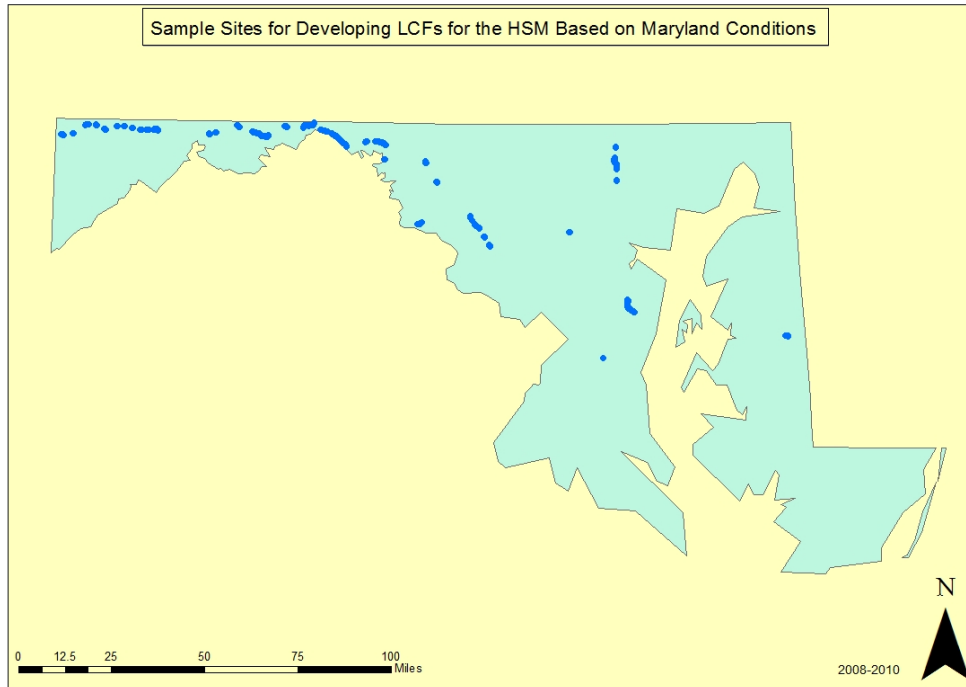 Sample Sites for Developing LCFs for the HSM Based on Maryland Conditions
N
0 12.5 25 50 75 100
Miles
2008-2010